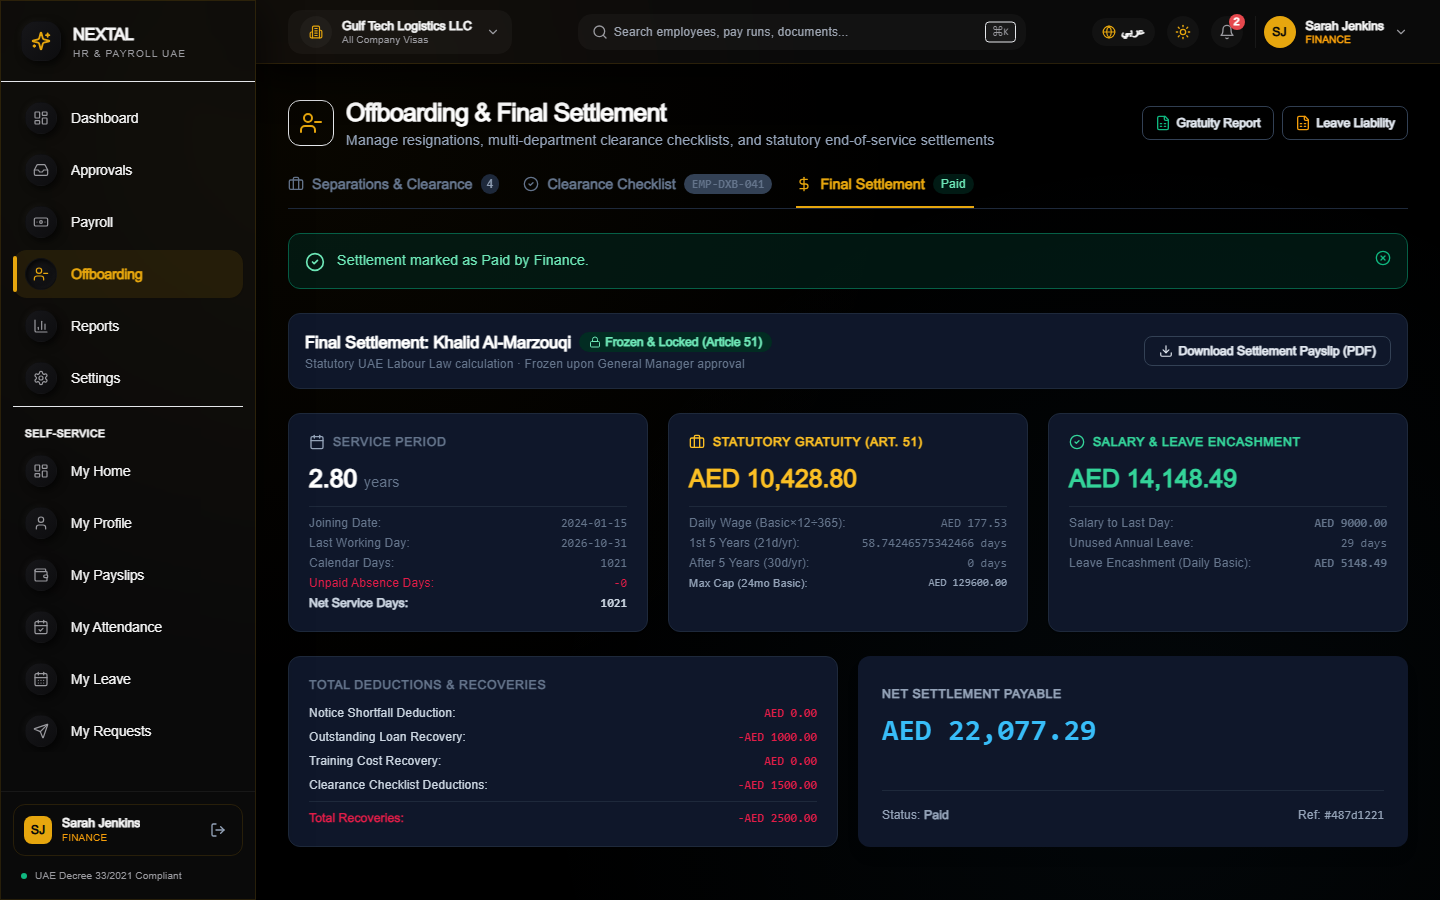 NEXTAL
HR & PAYROLL UAE
Gulf Tech Logistics LLC
All Company Visas
Search employees, pay runs, documents...
⌘K
عربي
2
SJ
Sarah Jenkins
FINANCE
Dashboard
Approvals
Payroll
Offboarding
Reports
Settings
SELF-SERVICE
My Home
My Profile
My Payslips
My Attendance
My Leave
My Requests
SJ
Sarah Jenkins
FINANCE
UAE Decree 33/2021 Compliant
Offboarding & Final Settlement
Manage resignations, multi-department clearance checklists, and statutory end-of-service settlements
Gratuity Report
Leave Liability
Separations & Clearance 4
Clearance Checklist EMP-DXB-041
Final Settlement Paid
Settlement marked as Paid by Finance.
Final Settlement: Khalid Al-Marzouqi
Frozen & Locked (Article 51)
Statutory UAE Labour Law calculation · Frozen upon General Manager approval
Download Settlement Payslip (PDF)
SERVICE PERIOD
2.80 years
Joining Date: 2024-01-15
Last Working Day: 2026-10-31
Calendar Days: 1021
Unpaid Absence Days: -0
Net Service Days: 1021
STATUTORY GRATUITY (ART. 51)
AED 10,428.80
Daily Wage (Basic×12÷365): AED 177.53
1st 5 Years (21d/yr): 58.74246575342466 days
After 5 Years (30d/yr): 0 days
Max Cap (24mo Basic): AED 129600.00
SALARY & LEAVE ENCASHMENT
AED 14,148.49
Salary to Last Day: AED 9000.00
Unused Annual Leave: 29 days
Leave Encashment (Daily Basic): AED 5148.49
TOTAL DEDUCTIONS & RECOVERIES
Notice Shortfall Deduction: AED 0.00
Outstanding Loan Recovery: -AED 1000.00
Training Cost Recovery: AED 0.00
Clearance Checklist Deductions: -AED 1500.00
Total Recoveries: -AED 2500.00
NET SETTLEMENT PAYABLE
AED 22,077.29
Status: Paid
Ref: #487d1221